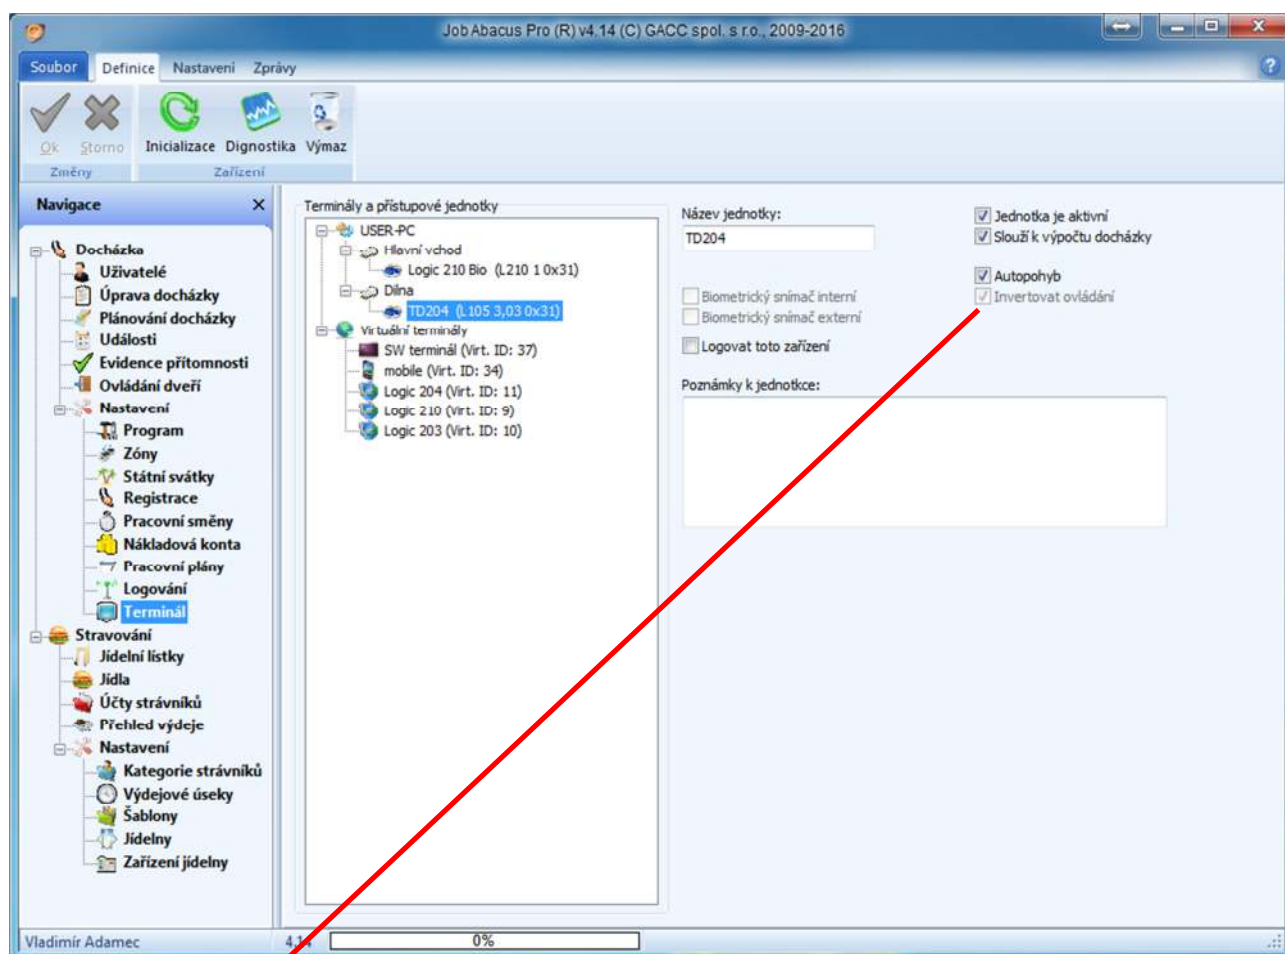 Job Abacus Pro (R) v4.14 (C) GACC spol. s r.o., 2009-2016
Soubor Definice Nastavení Zprávy
Ok Storno Inicializace Dignostika Výmaz
Změny Zařízení
Navigace
Docházka
Uživatelé
Úprava docházky
Plánování docházky
Události
Evidence přítomnosti
Ovládání dveří
Nastavení
Program
Zóny
Státní svátky
Registrace
Pracovní směny
Nákladová konta
Pracovní plány
Logování
Terminál
Stravování
Jídelní lístky
Jídla
Účty strávníků
Přehled výdeje
Nastavení
Kategorie strávníků
Výdejové úseky
Šablony
Jídelny
Zařízení jídelny
Terminály a přístupové jednotky
USER-PC
Hlavní vchod
Logic 210 Bio (L210 1 0x31)
Dílna
TD204 (L105 3,03 0x31)
Virtuální terminály
SW terminál (Virt. ID: 37)
mobile (Virt. ID: 34)
Logic 204 (Virt. ID: 11)
Logic 210 (Virt. ID: 9)
Logic 203 (Virt. ID: 10)
Název jednotky:
TD204
Biometrický snímač interní
Biometrický snímač externí
Logovat toto zařízení
Poznámky k jednotkce:
Jednotka je aktivní
Slouží k výpočtu docházky
Autopohyb
Invertovat ovládání
Vladimír Adamec 4.14 0%